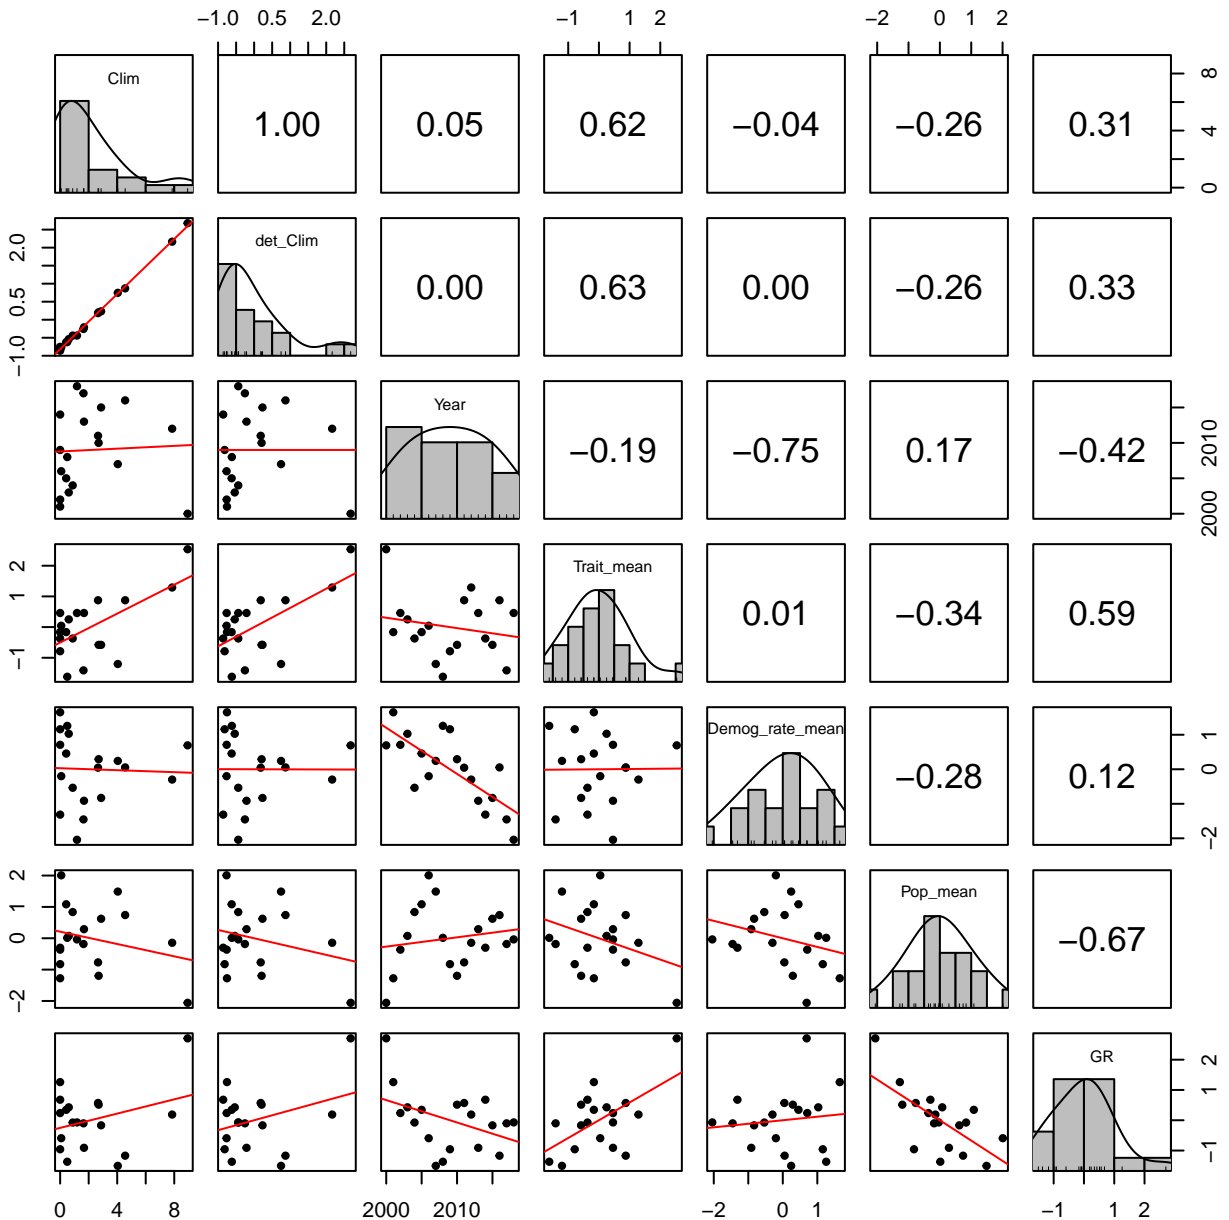 −1.0 0.5 2.0 −1 1 2 −2 0 1 2
Clim 1.00 0.05 0.62 −0.04 −0.26 0.31 0 4 8
−1.0 0.5 2.0 det_Clim 0.00 0.63 0.00 −0.26 0.33
Year −0.19 −0.75 0.17 −0.42 2000 2010
−1 1 2 Trait_mean 0.01 −0.34 0.59
Demog_rate_mean −0.28 0.12 −2 0 1
−2 0 1 2 Pop_mean −0.67
GR −1 1 2
0 4 8 2000 2010 −2 0 1 −1 1 2